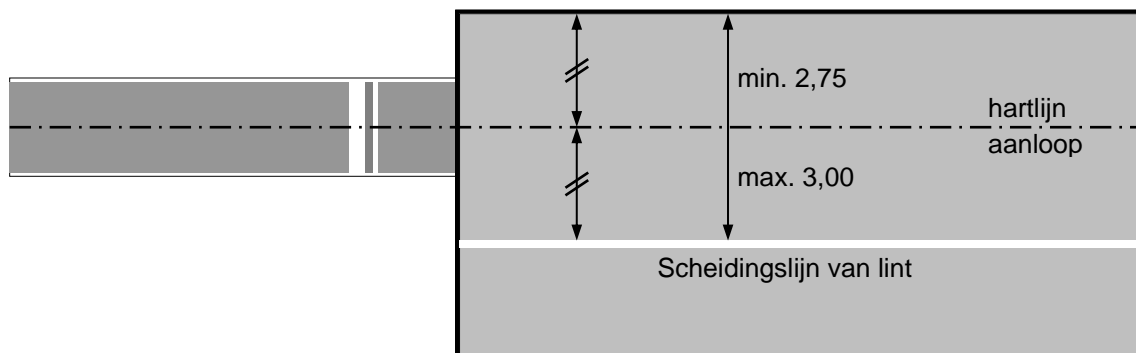 min. 2,75
hartlijn
aanloop
max. 3,00
Scheidingslijn van lint